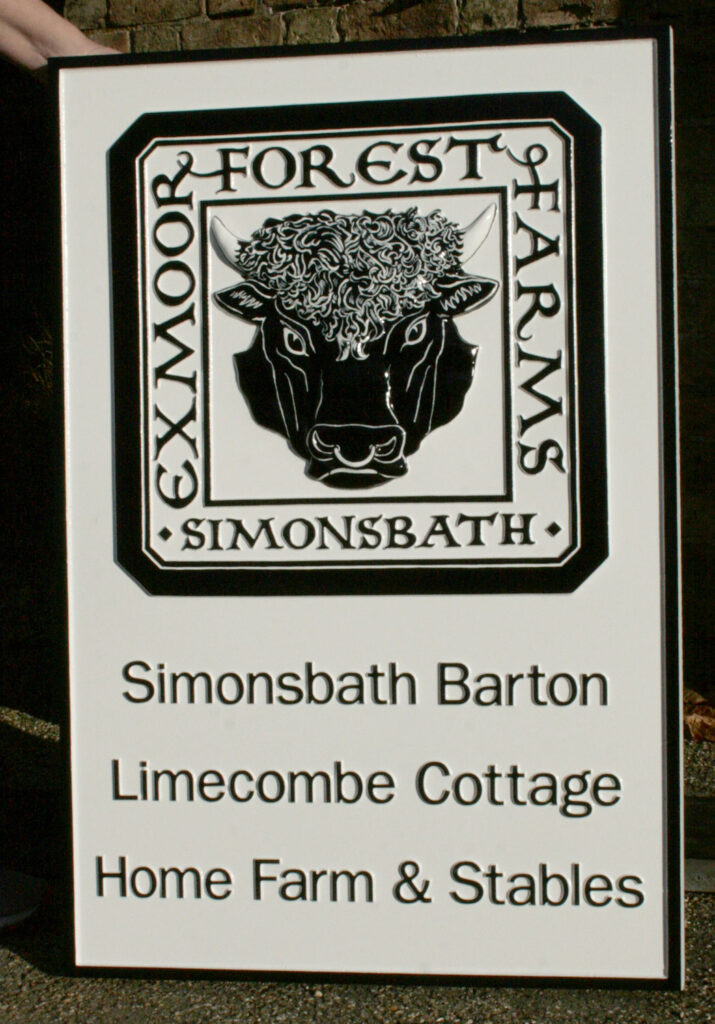 EXMOOR
FOREST
FARMS
SIMONSBATH
Simonsbath Barton
Limecombe Cottage
Home Farm & Stables